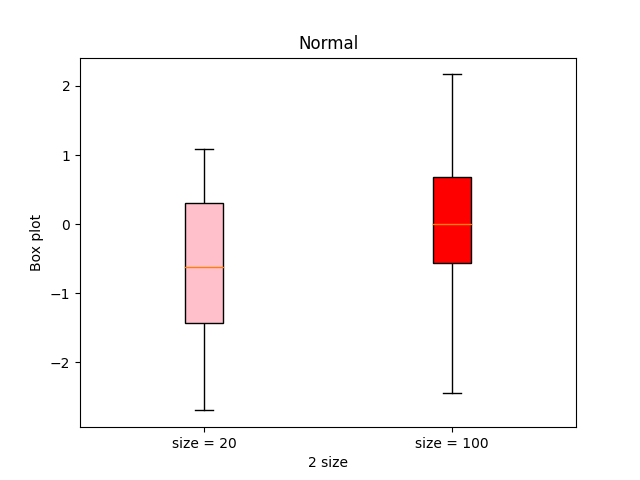 Normal
Box plot
2
1
0
−1
−2
size = 20
size = 100
2 size